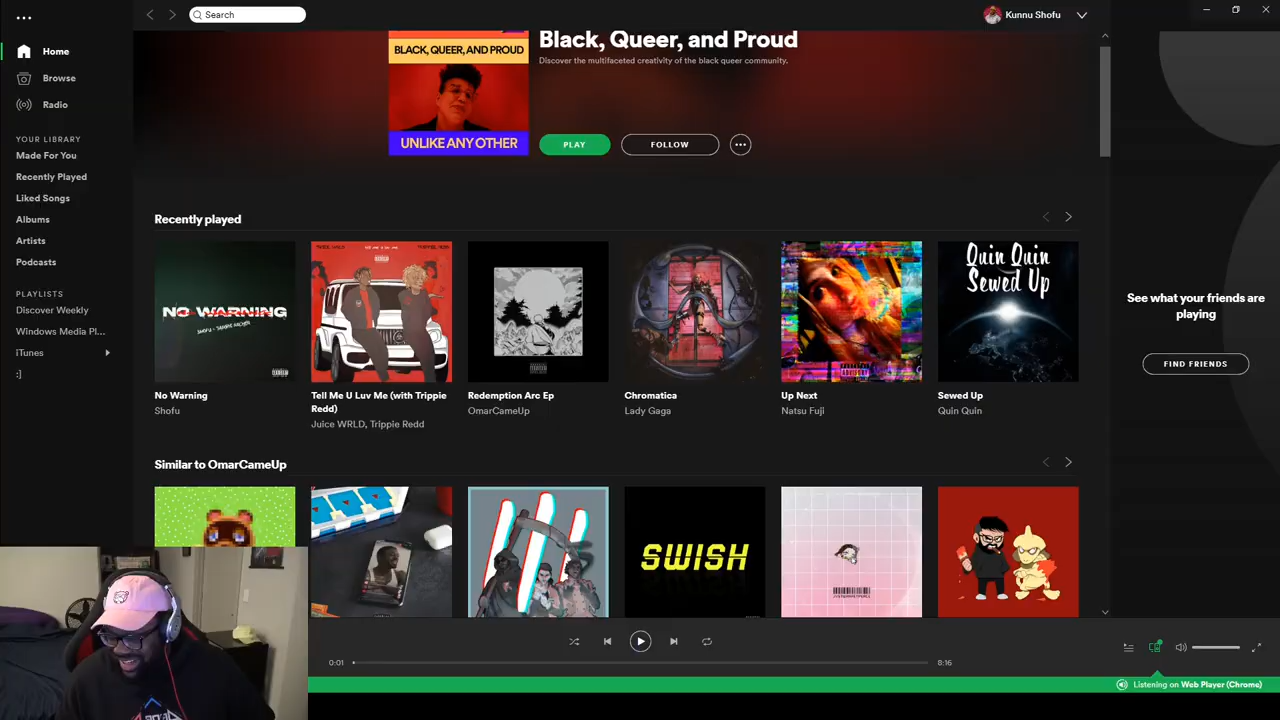 Search
Kunnu Shofu
Home
Browse
Radio
YOUR LIBRARY
Made For You
Recently Played
Liked Songs
Albums
Artists
Podcasts
PLAYLISTS
Discover Weekly
Windows Media Pl...
iTunes
:]
BLACK, QUEER, AND PROUD
UNLIKE ANY OTHER
Black, Queer, and Proud
Discover the multifaceted creativity of the black queer community.
PLAY
FOLLOW
Recently played
NO WARNING
Quin Quin
Sewed Up
No Warning
Shofu
Tell Me U Luv Me (with Trippie
Redd)
Juice WRLD, Trippie Redd
Redemption Arc Ep
OmarCameUp
Chromatica
Lady Gaga
Up Next
Natsu Fuji
Sewed Up
Quin Quin
See what your friends are
playing
FIND FRIENDS
Similar to OmarCameUp
SWISH
0:01
8:16
Listening on Web Player (Chrome)